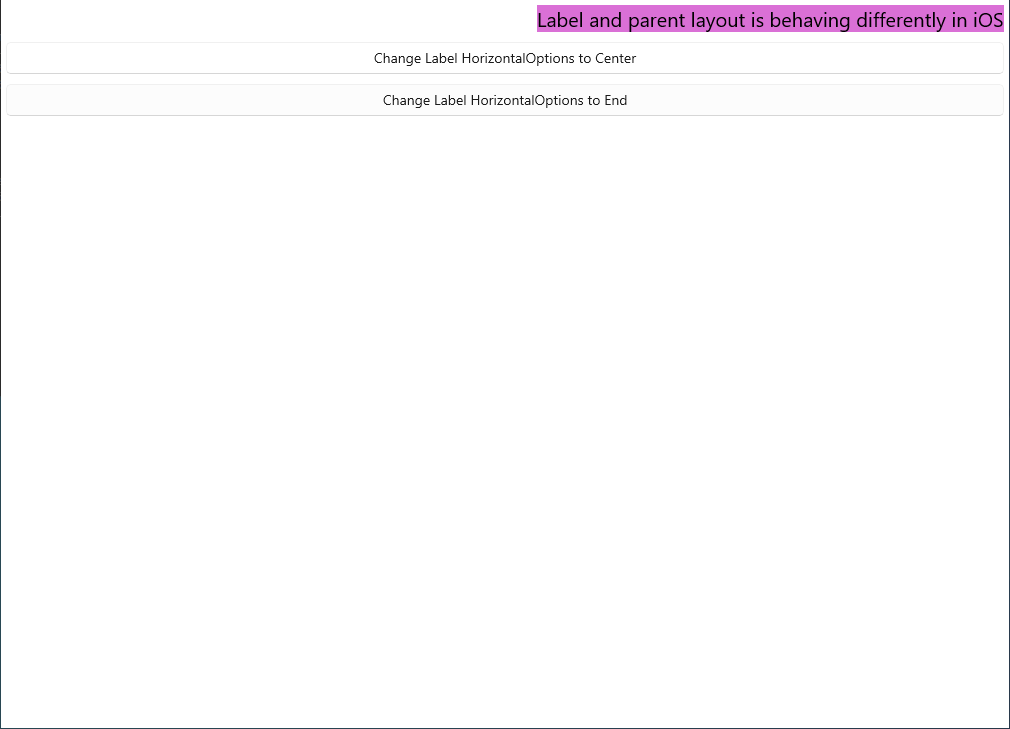 Label and parent layout is behaving differently in iOS
Change Label HorizontalOptions to Center
Change Label HorizontalOptions to End